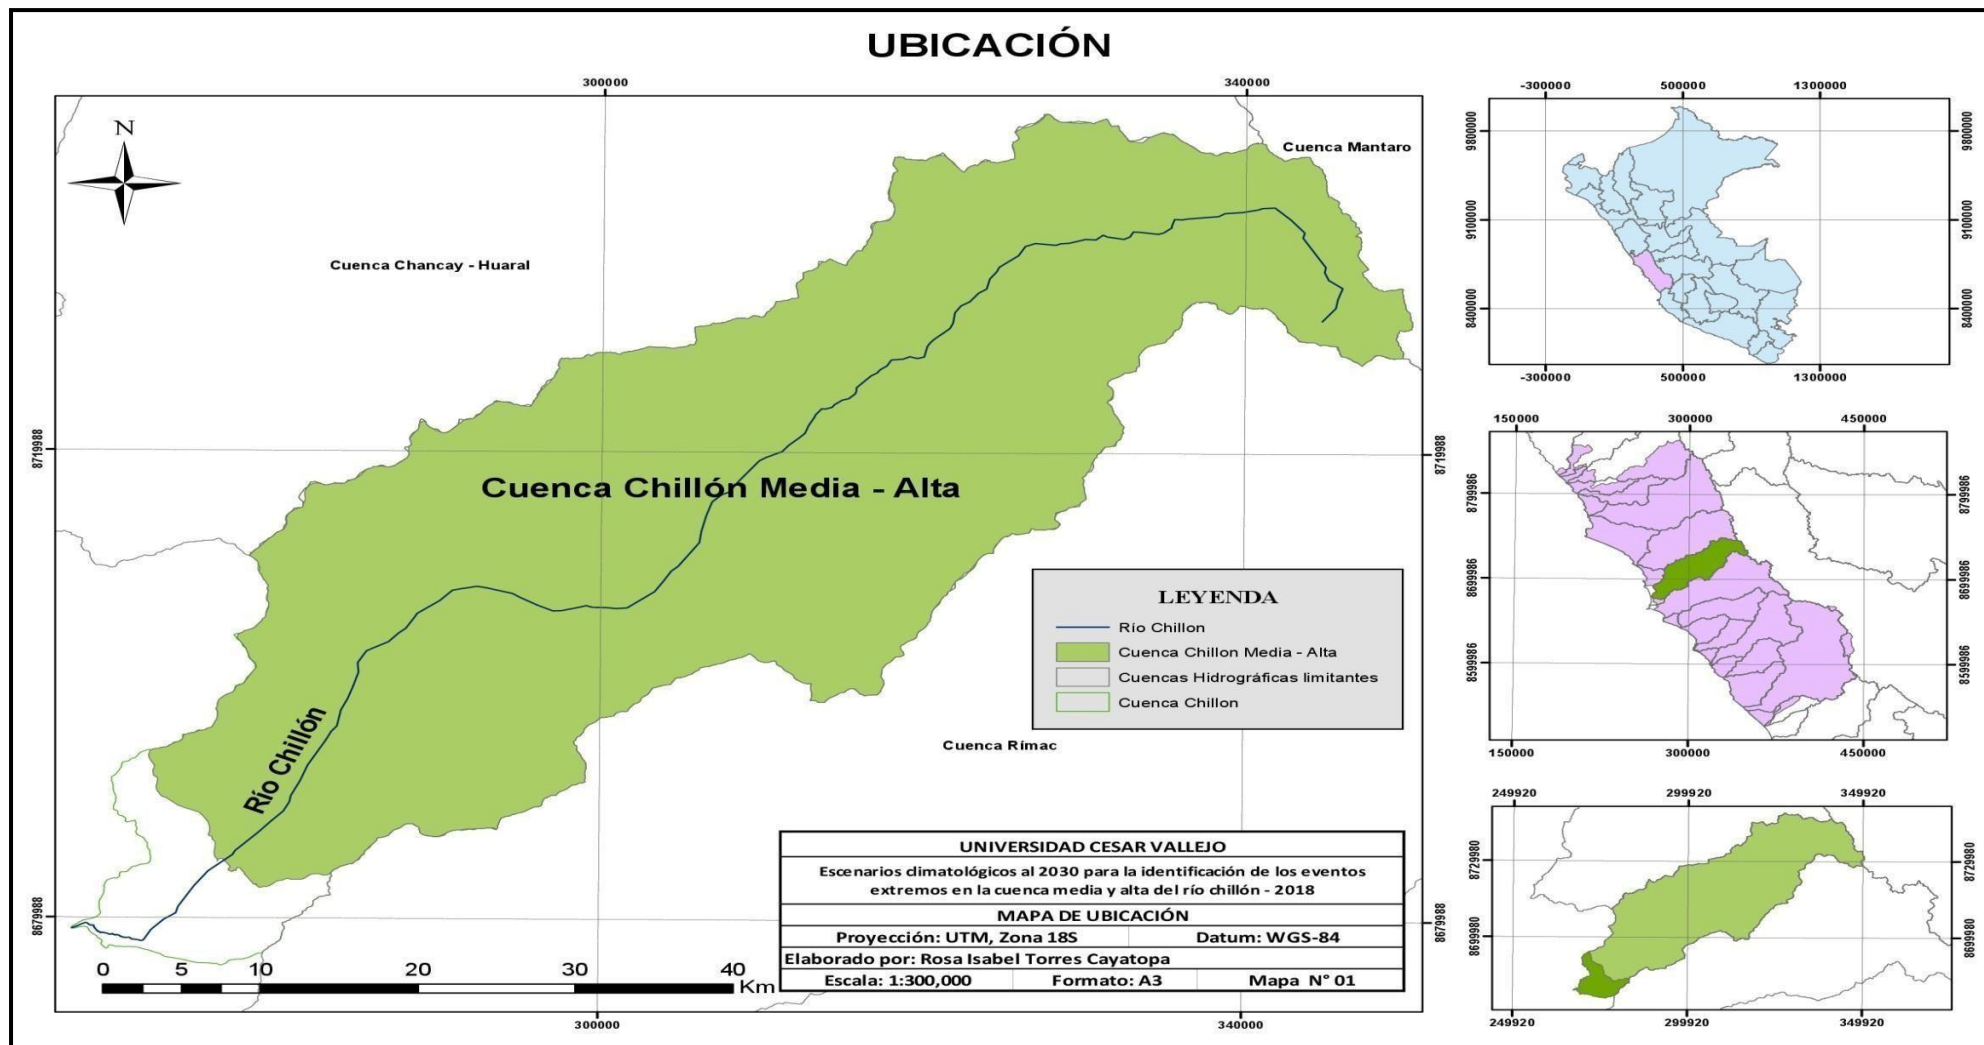 UBICACIÓN
300000
340000
N
Cuenca Mantaro
Cuenca Chancay - Huaral
8719988
8719988
Cuenca Chillón Media - Alta
LEYENDA
Río Chillon
Cuenca Chillon Media - Alta
Cuencas Hidrográficas limitantes
Cuenca Chillon
Río Chillón
Cuenca Rímac
8679988
8679988
0 5 10 20 30 40
Km
UNIVERSIDAD CESAR VALLEJO
Escenarios climatológicos al 2030 para la identificación de los eventos
extremos en la cuenca media y alta del río chillón - 2018
MAPA DE UBICACIÓN
Proyección: UTM, Zona 18S Datum: WGS-84
Elaborado por: Rosa Isabel Torres Cayatopa
Escala: 1:300,000 Formato: A3 Mapa N° 01
300000
340000
-300000 500000 1300000
9800000
9800000
9100000
9100000
8400000
8400000
-300000 500000 1300000
150000 300000 450000
8799986
8799986
8699986
8699986
8599986
8599986
150000 300000 450000
249920 299920 349920
8729980
8729980
8699980
8699980
249920 299920 349920